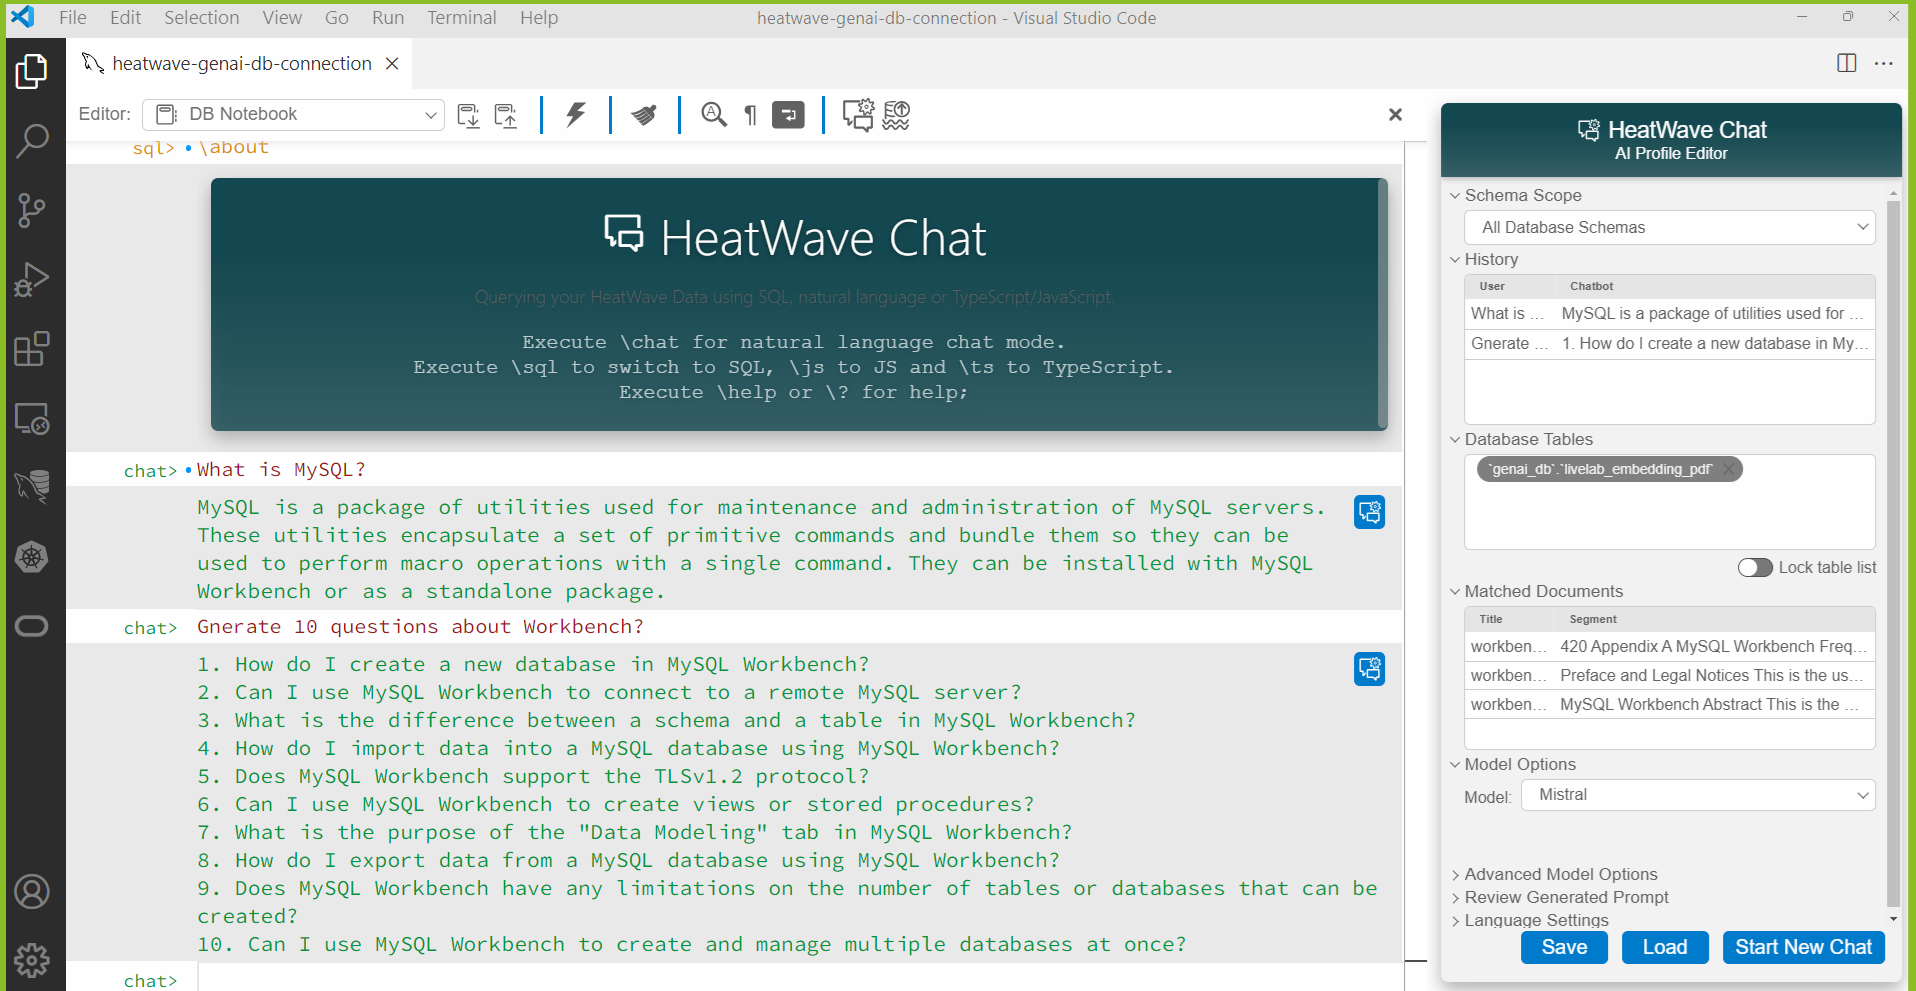 File Edit Selection View Go Run Terminal Help
heatwave-genai-db-connection - Visual Studio Code
heatwave-genai-db-connection
Editor: DB Notebook
sql> \about
HeatWave Chat
Querying your HeatWave Data using SQL, natural language or TypeScript/JavaScript.
Execute \chat for natural language chat mode.
Execute \sql to switch to SQL, \js to JS and \ts to TypeScript.
Execute \help or \? for help;
chat> What is MySQL?
MySQL is a package of utilities used for maintenance and administration of MySQL servers.
These utilities encapsulate a set of primitive commands and bundle them so they can be
used to perform macro operations with a single command. They can be installed with MySQL
Workbench or as a standalone package.
chat> Gnerate 10 questions about Workbench?
1. How do I create a new database in MySQL Workbench?
2. Can I use MySQL Workbench to connect to a remote MySQL server?
3. What is the difference between a schema and a table in MySQL Workbench?
4. How do I import data into a MySQL database using MySQL Workbench?
5. Does MySQL Workbench support the TLSv1.2 protocol?
6. Can I use MySQL Workbench to create views or stored procedures?
7. What is the purpose of the "Data Modeling" tab in MySQL Workbench?
8. How do I export data from a MySQL database using MySQL Workbench?
9. Does MySQL Workbench have any limitations on the number of tables or databases that can be
created?
10. Can I use MySQL Workbench to create and manage multiple databases at once?
chat>
HeatWave Chat
AI Profile Editor
Schema Scope
All Database Schemas
History
User Chatbot
What is ... MySQL is a package of utilities used for ...
Gnerate ... 1. How do I create a new database in My...
Database Tables
`genai_db`.`livelab_embedding_pdf`
Lock table list
Matched Documents
Title Segment
workben... 420 Appendix A MySQL Workbench Freq...
workben... Preface and Legal Notices This is the us...
workben... MySQL Workbench Abstract This is the ...
Model Options
Model: Mistral
Advanced Model Options
Review Generated Prompt
Language Settings
Save Load Start New Chat